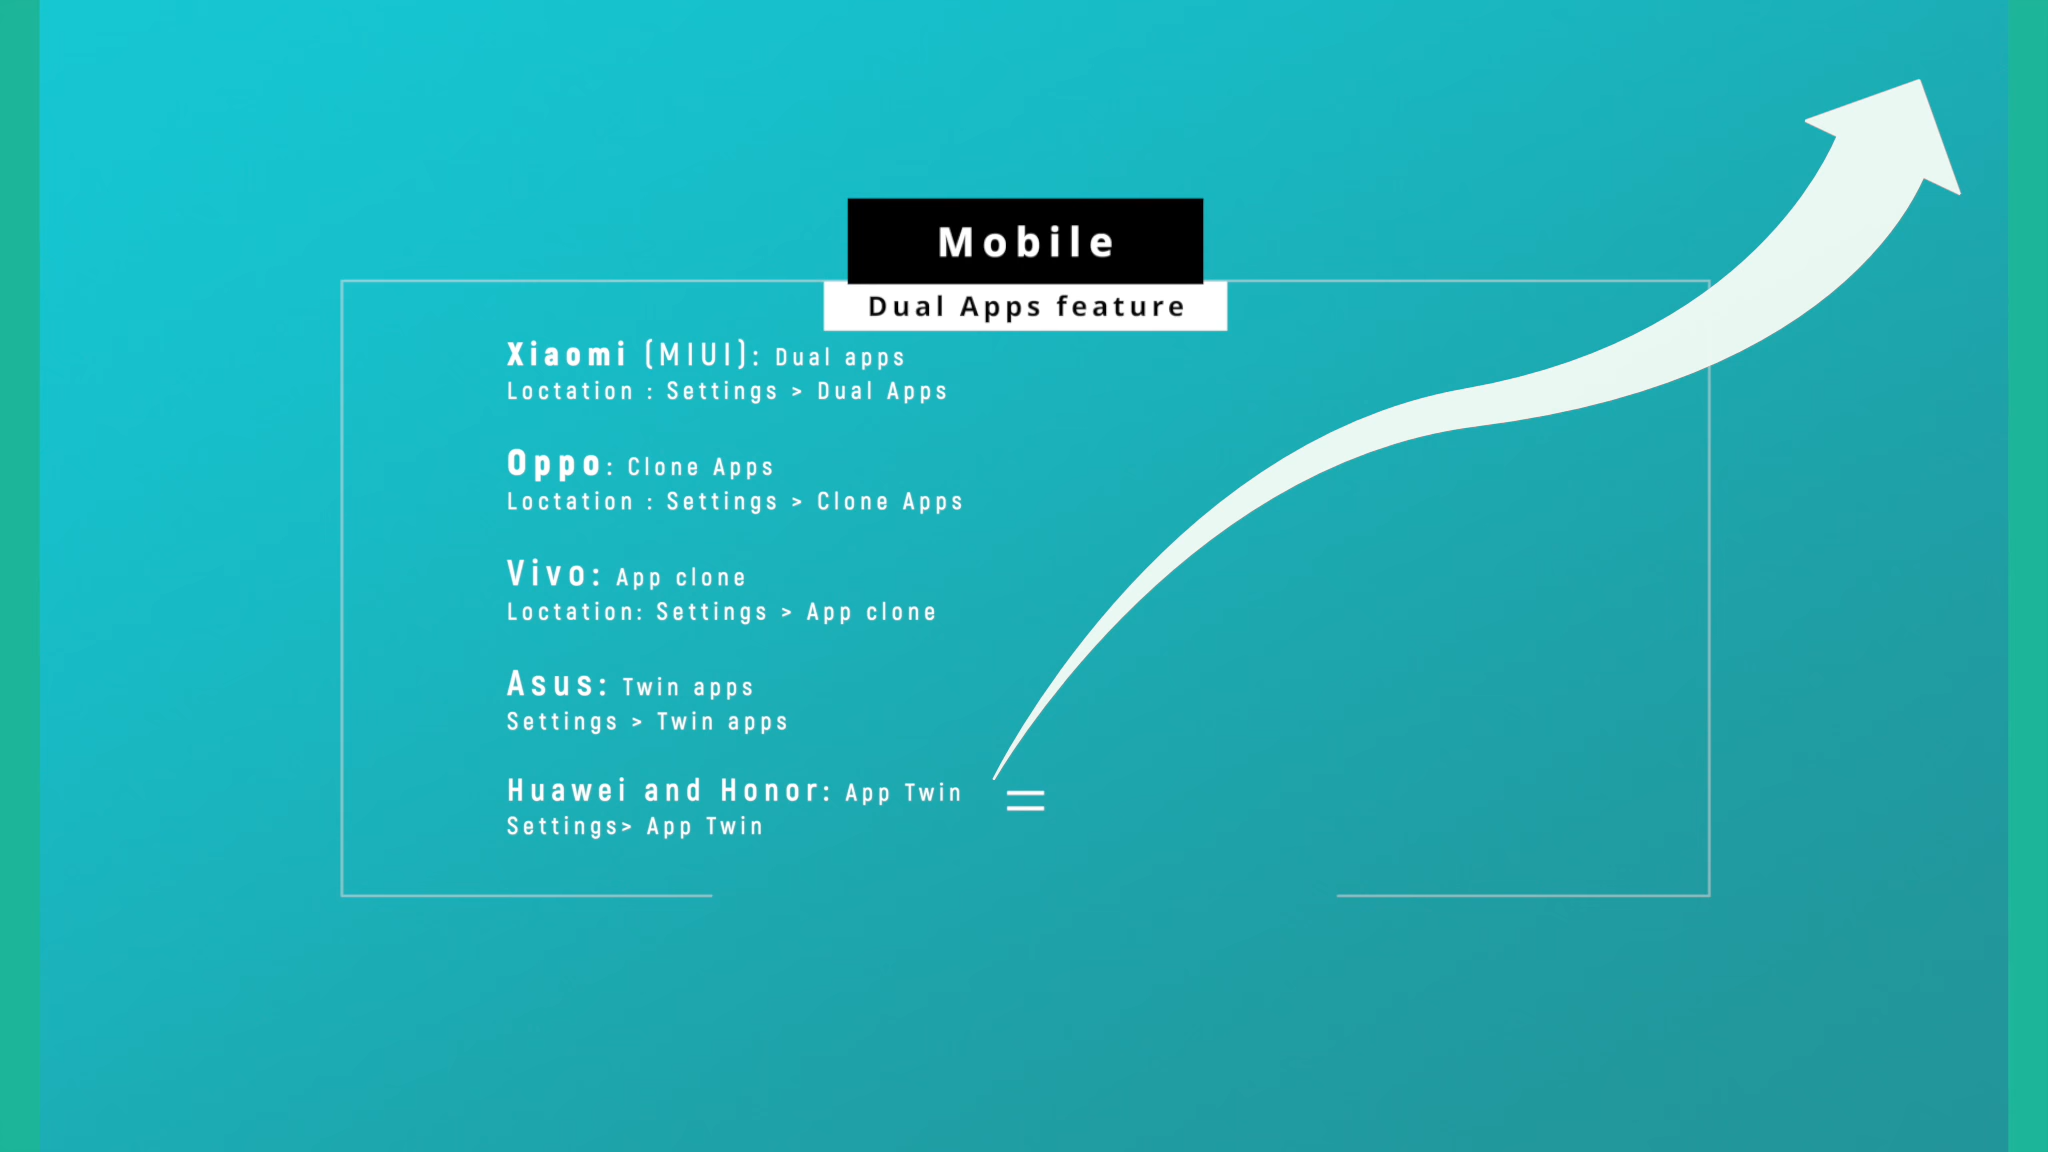 Mobile
Dual Apps feature
Xiaomi (MIUI): Dual apps
Loctation : Settings > Dual Apps
Oppo: Clone Apps
Loctation : Settings > Clone Apps
Vivo: App clone
Loctation: Settings > App clone
Asus: Twin apps
Settings > Twin apps
Huawei and Honor: App Twin =
Settings> App Twin